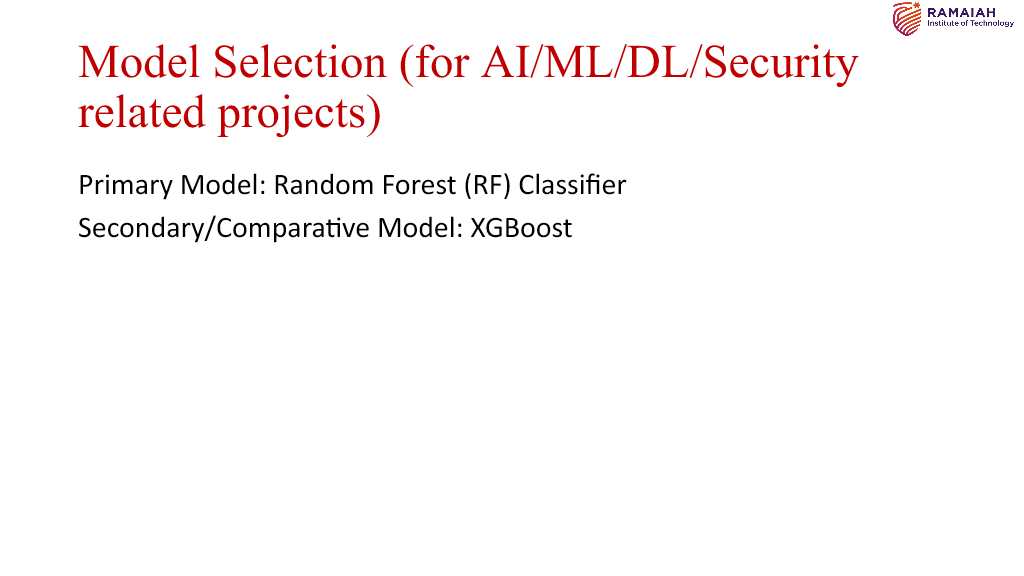 RAMAIAH
Institute of Technology
Model Selection (for AI/ML/DL/Security
related projects)
Primary Model: Random Forest (RF) Classifier
Secondary/Comparative Model: XGBoost